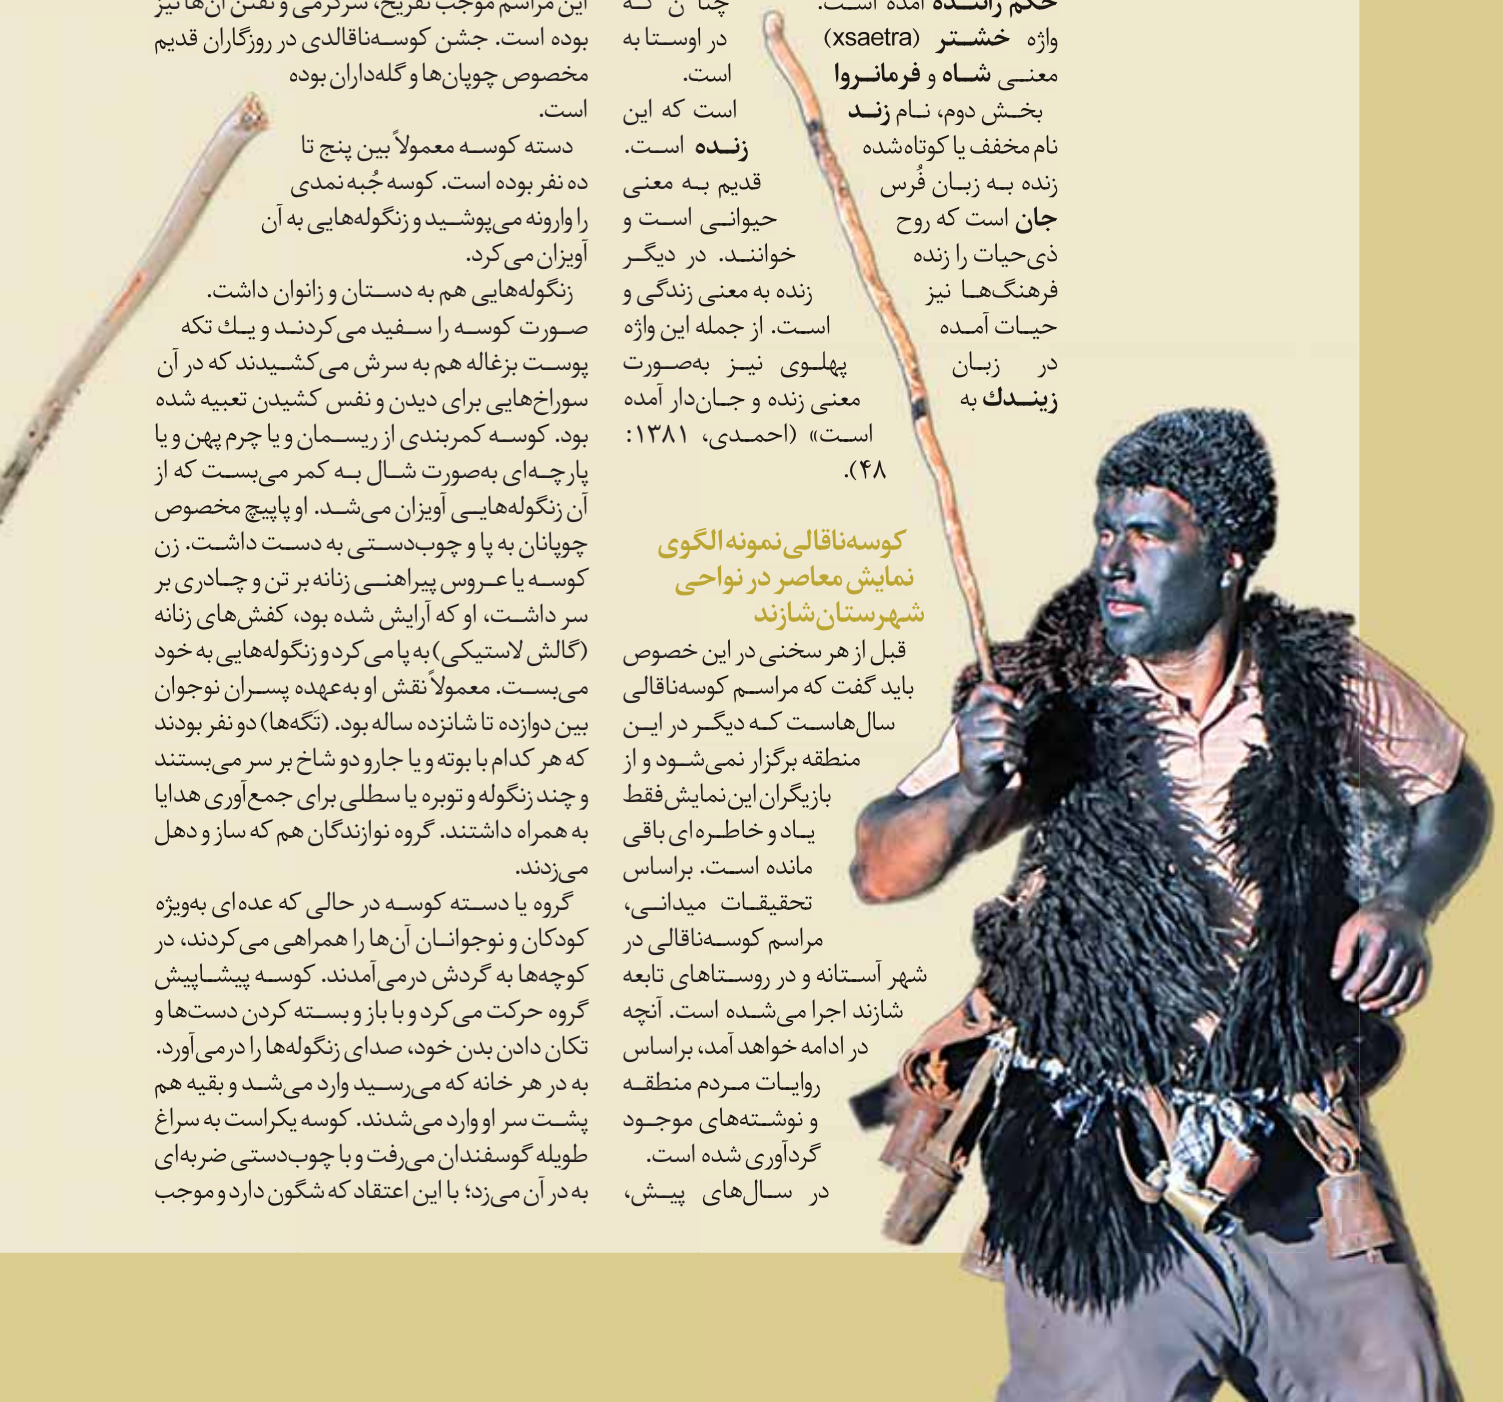 حکم راننده آمده است. چنا ن که
واژه خشتر (xsaetra) در اوستا به
معنی شاه و فرمانروا است.
بخش دوم، نام زند است که این
نام مخفف یا کوتاه‌شده زنده است.
زنده به زبان فُرس قدیم به معنی
جان است که روح حیوانی است و
ذی‌حیات را زنده خوانند. در دیگر
فرهنگ‌ها نیز زنده به معنی زندگی و
حیات آمده است. از جمله این واژه
در زبان پهلوی نیز به‌صورت
زیندك به معنی زنده و جان‌دار آمده
است» (احمدی، ۱۳۸۱:
۴۸).
کوسه‌ناقالی نمونه الگوی
نمایش معاصر در نواحی
شهرستان شازند
قبل از هر سخنی در این خصوص
باید گفت که مراسم کوسه‌ناقالی
سال‌هاست که دیگر در این
منطقه برگزار نمی‌شود و از
بازیگران این نمایش فقط
یاد و خاطره‌ای باقی
مانده است. براساس
تحقیقات میدانی،
مراسم کوسه‌ناقالی در
شهر آستانه و در روستاهای تابعه
شازند اجرا می‌شده است. آنچه
در ادامه خواهد آمد، براساس
روایات مردم منطقه
و نوشته‌های موجود
گردآوری شده است.
در سال‌های پیش،
این مراسم موجب تفریح، سرگرمی و تفنن آن‌ها نیز
بوده است. جشن کوسه‌ناقالدی در روزگاران قدیم
مخصوص چوپان‌ها و گله‌داران بوده
است.
دسته کوسه معمولاً بین پنج تا
ده نفر بوده است. کوسه جُبه نمدی
را وارونه می‌پوشید و زنگوله‌هایی به آن
آویزان می‌کرد.
زنگوله‌هایی هم به دستان و زانوان داشت.
صورت کوسه را سفید می‌کردند و یك تکه
پوست بزغاله هم به سرش می‌کشیدند که در آن
سوراخ‌هایی برای دیدن و نفس کشیدن تعبیه شده
بود. کوسه کمربندی از ریسمان و یا چرم پهن و یا
پارچه‌ای به‌صورت شال به کمر می‌بست که از
آن زنگوله‌هایی آویزان می‌شد. او پاپیچ مخصوص
چوپانان به پا و چوب‌دستی به دست داشت. زن
کوسه یا عروس پیراهنی زنانه بر تن و چادری بر
سر داشت، او که آرایش شده بود، کفش‌های زنانه
(گالش لاستیکی) به پا می‌کرد و زنگوله‌هایی به خود
می‌بست. معمولاً نقش او به‌عهده پسران نوجوان
بین دوازده تا شانزده ساله بود. (تَگه‌ها) دو نفر بودند
که هر کدام با بوته و یا جارو دو شاخ بر سر می‌بستند
و چند زنگوله و توبره یا سطلی برای جمع‌آوری هدایا
به همراه داشتند. گروه نوازندگان هم که ساز و دهل
می‌زدند.
گروه یا دسته کوسه در حالی که عده‌ای به‌ویژه
کودکان و نوجوانان آن‌ها را همراهی می‌کردند، در
کوچه‌ها به گردش درمی‌آمدند. کوسه پیشاپیش
گروه حرکت می‌کرد و با باز و بسته کردن دست‌ها و
تکان دادن بدن خود، صدای زنگوله‌ها را درمی‌آورد.
به در هر خانه که می‌رسید وارد می‌شد و بقیه هم
پشت سر او وارد می‌شدند. کوسه یکراست به سراغ
طویله گوسفندان می‌رفت و با چوب‌دستی ضربه‌ای
به در آن می‌زد؛ با این اعتقاد که شگون دارد و موجب